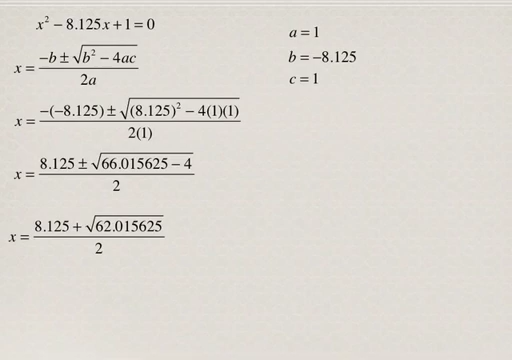 x² − 8.125x + 1 = 0
x = (−b ± √(b² − 4ac)) / 2a
x = (−(−8.125) ± √((8.125)² − 4(1)(1))) / 2(1)
x = (8.125 ± √(66.015625 − 4)) / 2
x = (8.125 + √62.015625) / 2
a = 1
b = −8.125
c = 1